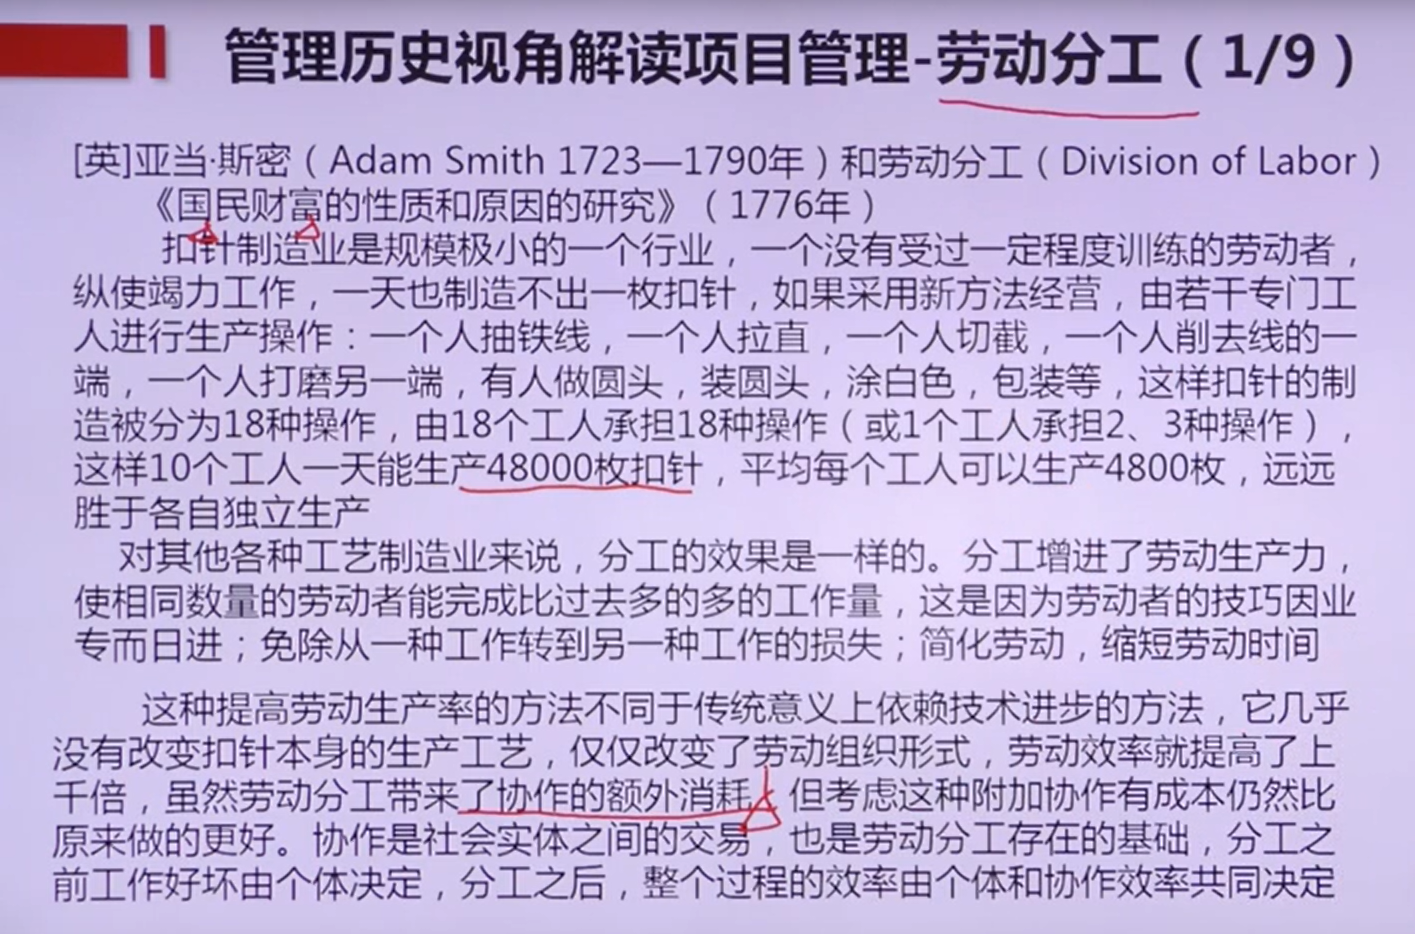 管理历史视角解读项目管理-劳动分工（1/9）
[英]亚当·斯密（Adam Smith 1723—1790年）和劳动分工（Division of Labor）
《国民财富的性质和原因的研究》（1776年）
扣针制造业是规模极小的一个行业，一个没有受过一定程度训练的劳动者，
纵使竭力工作，一天也制造不出一枚扣针，如果采用新方法经营，由若干专门工
人进行生产操作：一个人抽铁线，一个人拉直，一个人切截，一个人削去线的一
端，一个人打磨另一端，有人做圆头，装圆头，涂白色，包装等，这样扣针的制
造被分为18种操作，由18个工人承担18种操作（或1个工人承担2、3种操作），
这样10个工人一天能生产48000枚扣针，平均每个工人可以生产4800枚，远远
胜于各自独立生产
对其他各种工艺制造业来说，分工的效果是一样的。分工增进了劳动生产力，
使相同数量的劳动者能完成比过去多的多的工作量，这是因为劳动者的技巧因业
专而日进；免除从一种工作转到另一种工作的损失；简化劳动，缩短劳动时间
这种提高劳动生产率的方法不同于传统意义上依赖技术进步的方法，它几乎
没有改变扣针本身的生产工艺，仅仅改变了劳动组织形式，劳动效率就提高了上
千倍，虽然劳动分工带来了协作的额外消耗，但考虑这种附加协作有成本仍然比
原来做的更好。协作是社会实体之间的交易，也是劳动分工存在的基础，分工之
前工作好坏由个体决定，分工之后，整个过程的效率由个体和协作效率共同决定